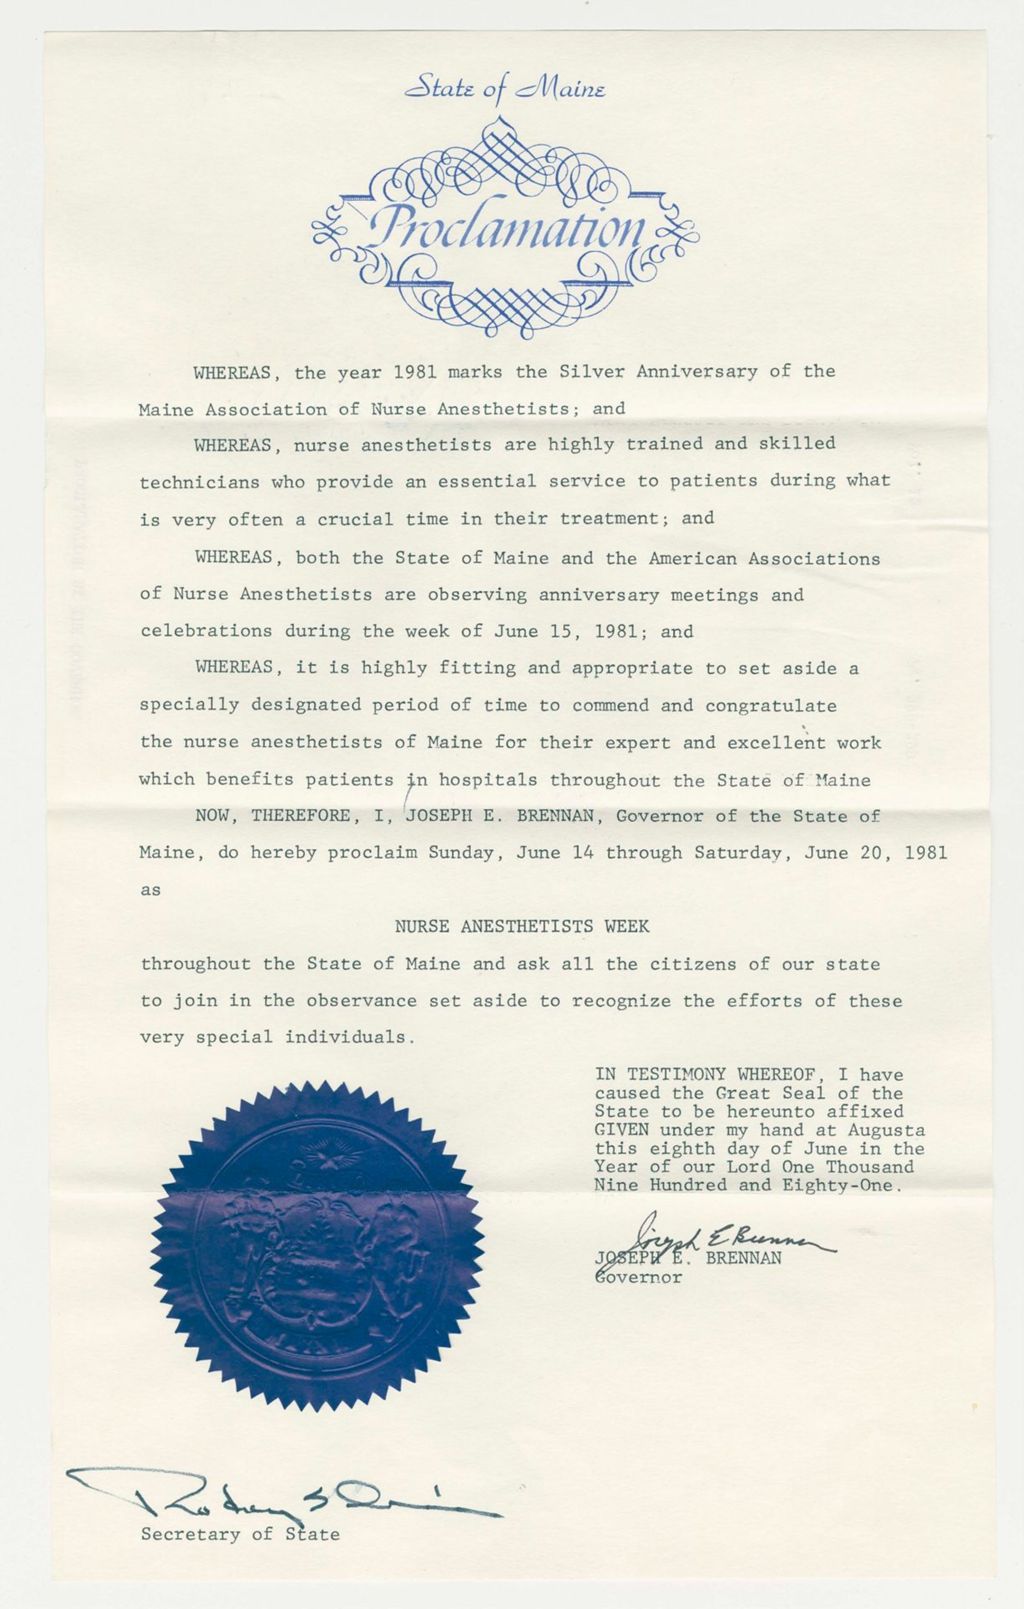 State of Maine
Proclamation
WHEREAS, the year 1981 marks the Silver Anniversary of the
Maine Association of Nurse Anesthetists; and
WHEREAS, nurse anesthetists are highly trained and skilled
technicians who provide an essential service to patients during what
is very often a crucial time in their treatment; and
WHEREAS, both the State of Maine and the American Associations
of Nurse Anesthetists are observing anniversary meetings and
celebrations during the week of June 15, 1981; and
WHEREAS, it is highly fitting and appropriate to set aside a
specially designated period of time to commend and congratulate
the nurse anesthetists of Maine for their expert and excellent work
which benefits patients in hospitals throughout the State of Maine
NOW, THEREFORE, I, JOSEPH E. BRENNAN, Governor of the State of
Maine, do hereby proclaim Sunday, June 14 through Saturday, June 20, 1981
as
NURSE ANESTHETISTS WEEK
throughout the State of Maine and ask all the citizens of our state
to join in the observance set aside to recognize the efforts of these
very special individuals.
IN TESTIMONY WHEREOF, I have
caused the Great Seal of the
State to be hereunto affixed
GIVEN under my hand at Augusta
this eighth day of June in the
Year of our Lord One Thousand
Nine Hundred and Eighty-One.
Joseph E Brennan
JOSEPH E. BRENNAN
Governor
Rodney S
Secretary of State